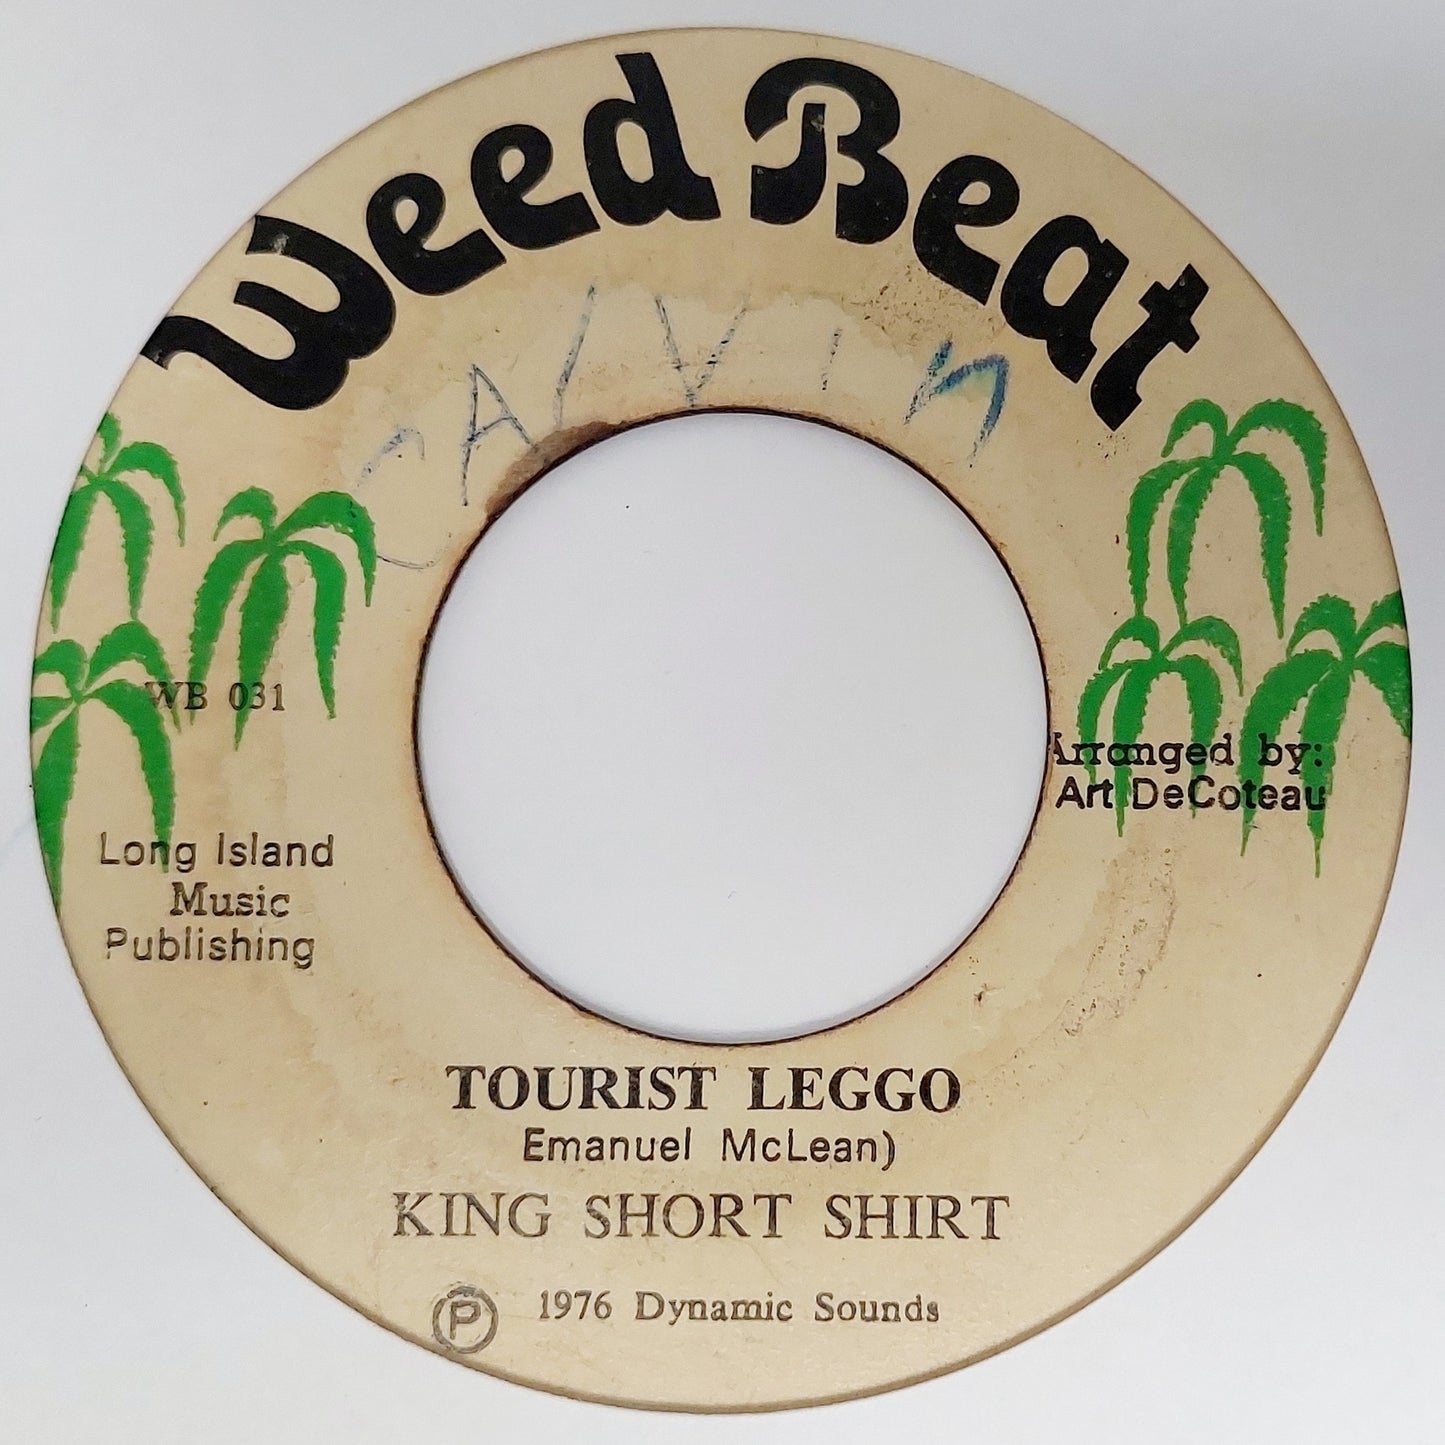 Weed Beat
CAlVin
WB 031
Arranged by:
Art DeCoteau
Long Island
Music
Publishing
TOURIST LEGGO
Emanuel McLean)
KING SHORT SHIRT
Ⓟ 1976 Dynamic Sounds